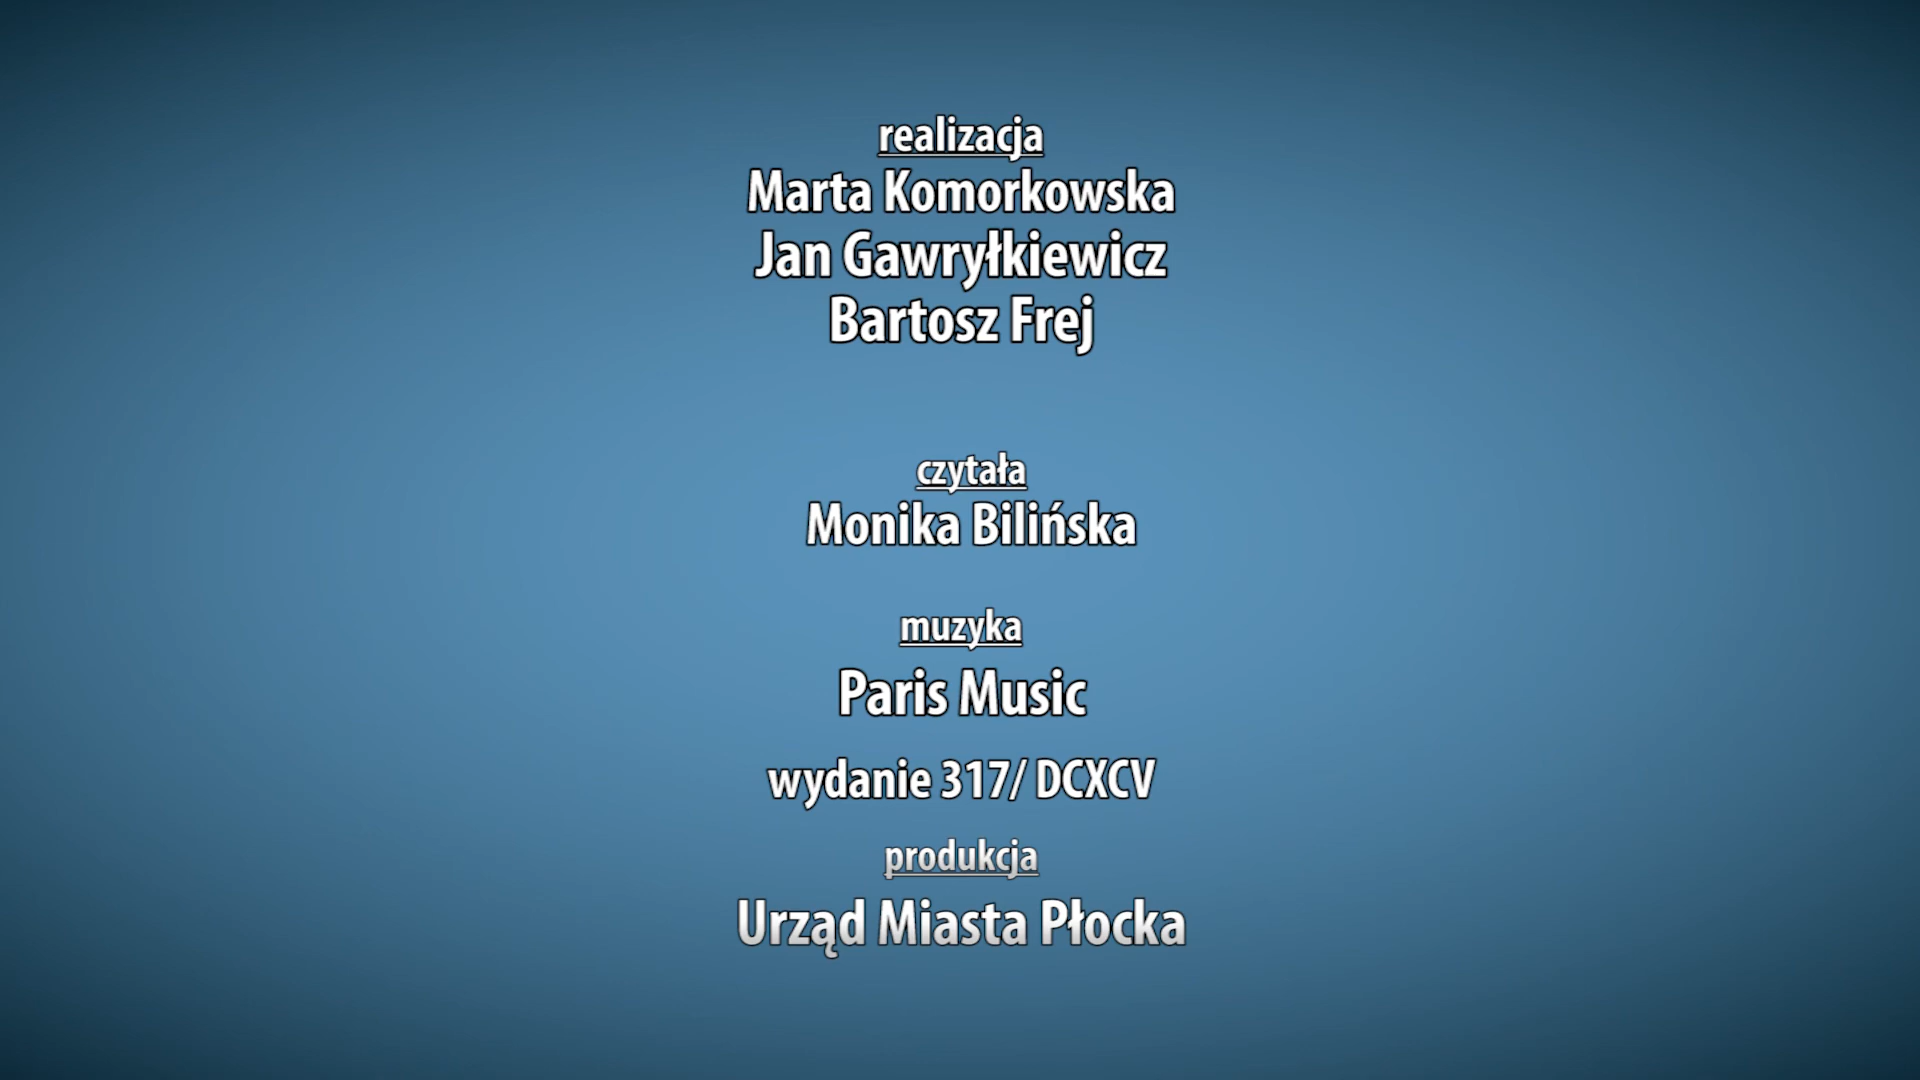 realizacja
Marta Komorkowska
Jan Gawryłkiewicz
Bartosz Frej
czytała
Monika Bilińska
muzyka
Paris Music
wydanie 317/ DCXCV
produkcja
Urząd Miasta Płocka